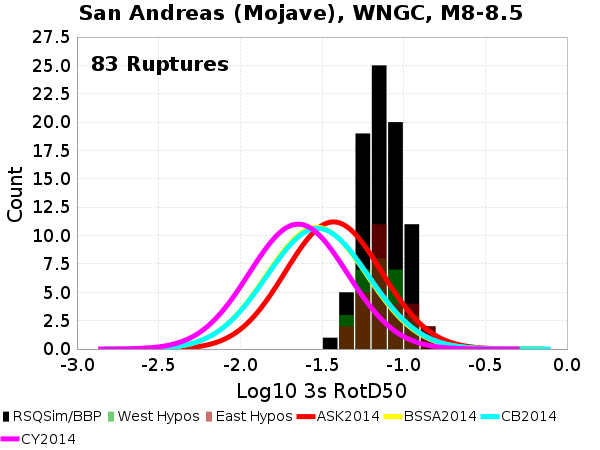 San Andreas (Mojave), WNGC, M8-8.5
83 Ruptures
Count
27.5
25.0
22.5
20.0
17.5
15.0
12.5
10.0
7.5
5.0
2.5
0.0
-3.0 -2.5 -2.0 -1.5 -1.0 -0.5 0.0
Log10 3s RotD50
RSQSim/BBP West Hypos East Hypos ASK2014 BSSA2014 CB2014
CY2014